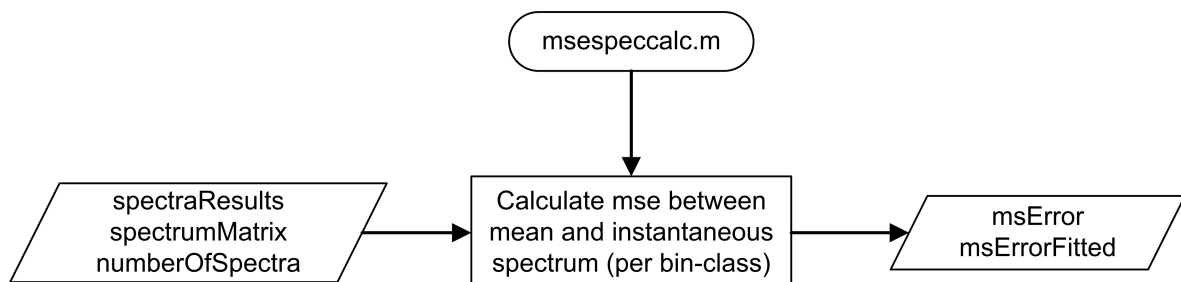 msespeccalc.m
spectraResults
spectrumMatrix
numberOfSpectra
Calculate mse between
mean and instantaneous
spectrum (per bin-class)
msError
msErrorFitted